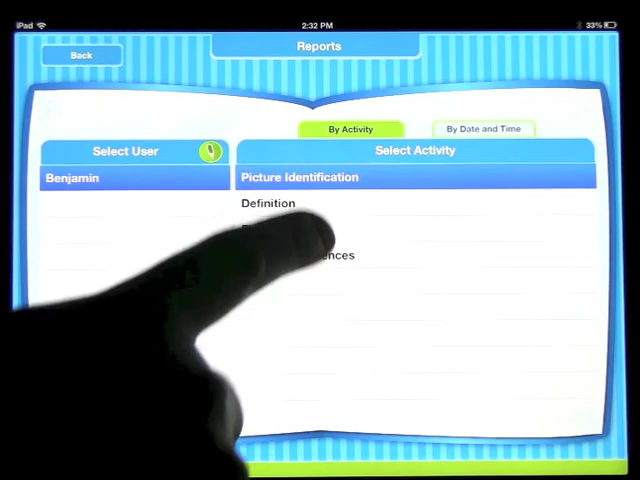 iPad 2:32 PM 33%
Reports
Back
By Activity By Date and Time
Select User Select Activity
Benjamin Picture Identification
Definition